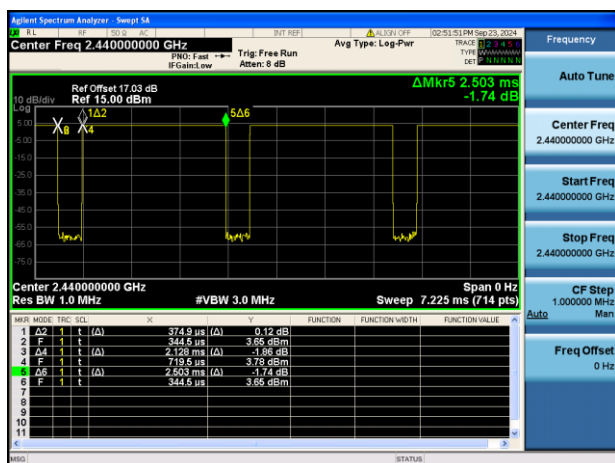 Agilent Spectrum Analyzer - Swept SA
RL RF 50 Ω AC INT REF ALIGN OFF 02:51:51PM Sep 23, 2024
Center Freq 2.440000000 GHz
PNO: Fast
IFGain:Low
Trig: Free Run
Atten: 8 dB
Avg Type: Log-Pwr
TRACE 1 2 3 4 5 6
TYPE WWWWWW
DET P N N N N N
Frequency
Auto Tune
Center Freq
2.440000000 GHz
Start Freq
2.440000000 GHz
Stop Freq
2.440000000 GHz
CF Step
1.000000 MHz
Auto Man
Freq Offset
0 Hz
Ref Offset 17.03 dB
10 dB/div Ref 15.00 dBm
Log
ΔMkr5 2.503 ms
-1.74 dB
1Δ2
5Δ6
4
5.00
-5.00
-15.0
-25.0
-35.0
-45.0
-55.0
-65.0
-75.0
Center 2.440000000 GHz Span 0 Hz
Res BW 1.0 MHz #VBW 3.0 MHz Sweep 7.225 ms (714 pts)
MKR MODE TRC SCL X Y FUNCTION FUNCTION WIDTH FUNCTION VALUE
1 Δ2 1 t (Δ) 374.9 µs (Δ) 0.12 dB
2 F 1 t 344.5 µs 3.65 dBm
3 Δ4 1 t (Δ) 2.128 ms (Δ) -1.86 dB
4 F 1 t 719.5 µs 3.78 dBm
5 Δ6 1 t (Δ) 2.503 ms (Δ) -1.74 dB
6 F 1 t 344.5 µs 3.65 dBm
7
8
9
10
11
MSG STATUS